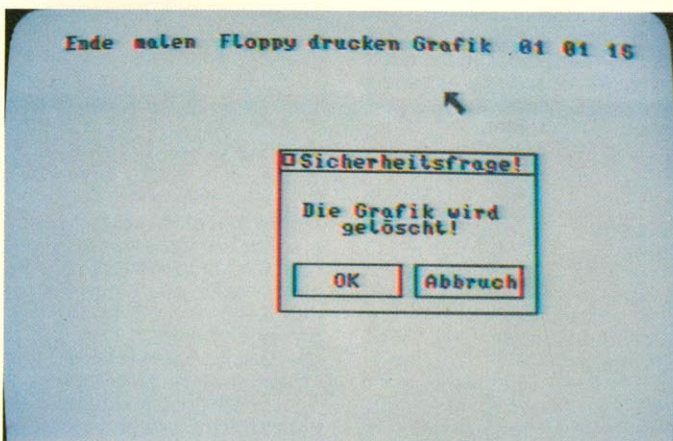 Ende malen Floppy drucken Grafik 01 01 16
Sicherheitsfrage!
Die Grafik wird
gelöscht!
OK Abbruch